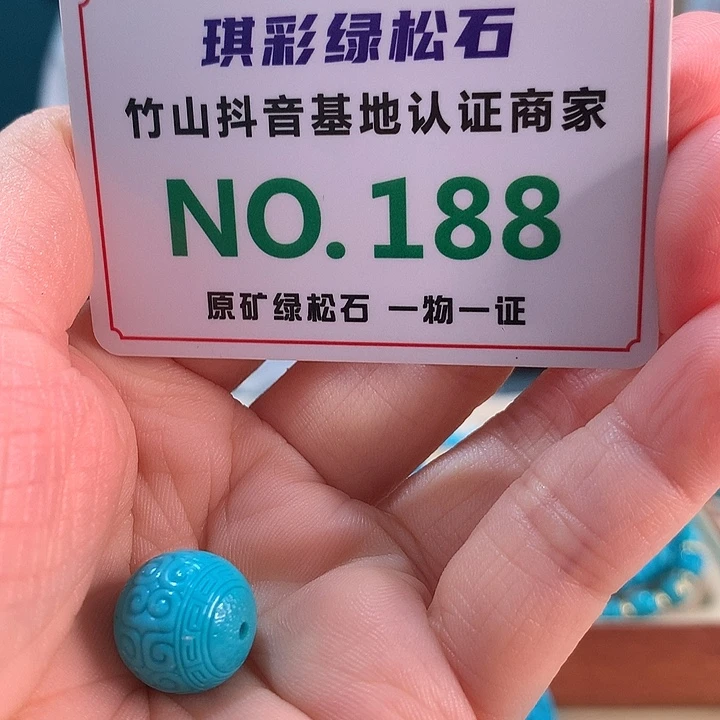 琪彩绿松石
竹山抖音基地认证商家
NO.188
原矿绿松石 一物一证